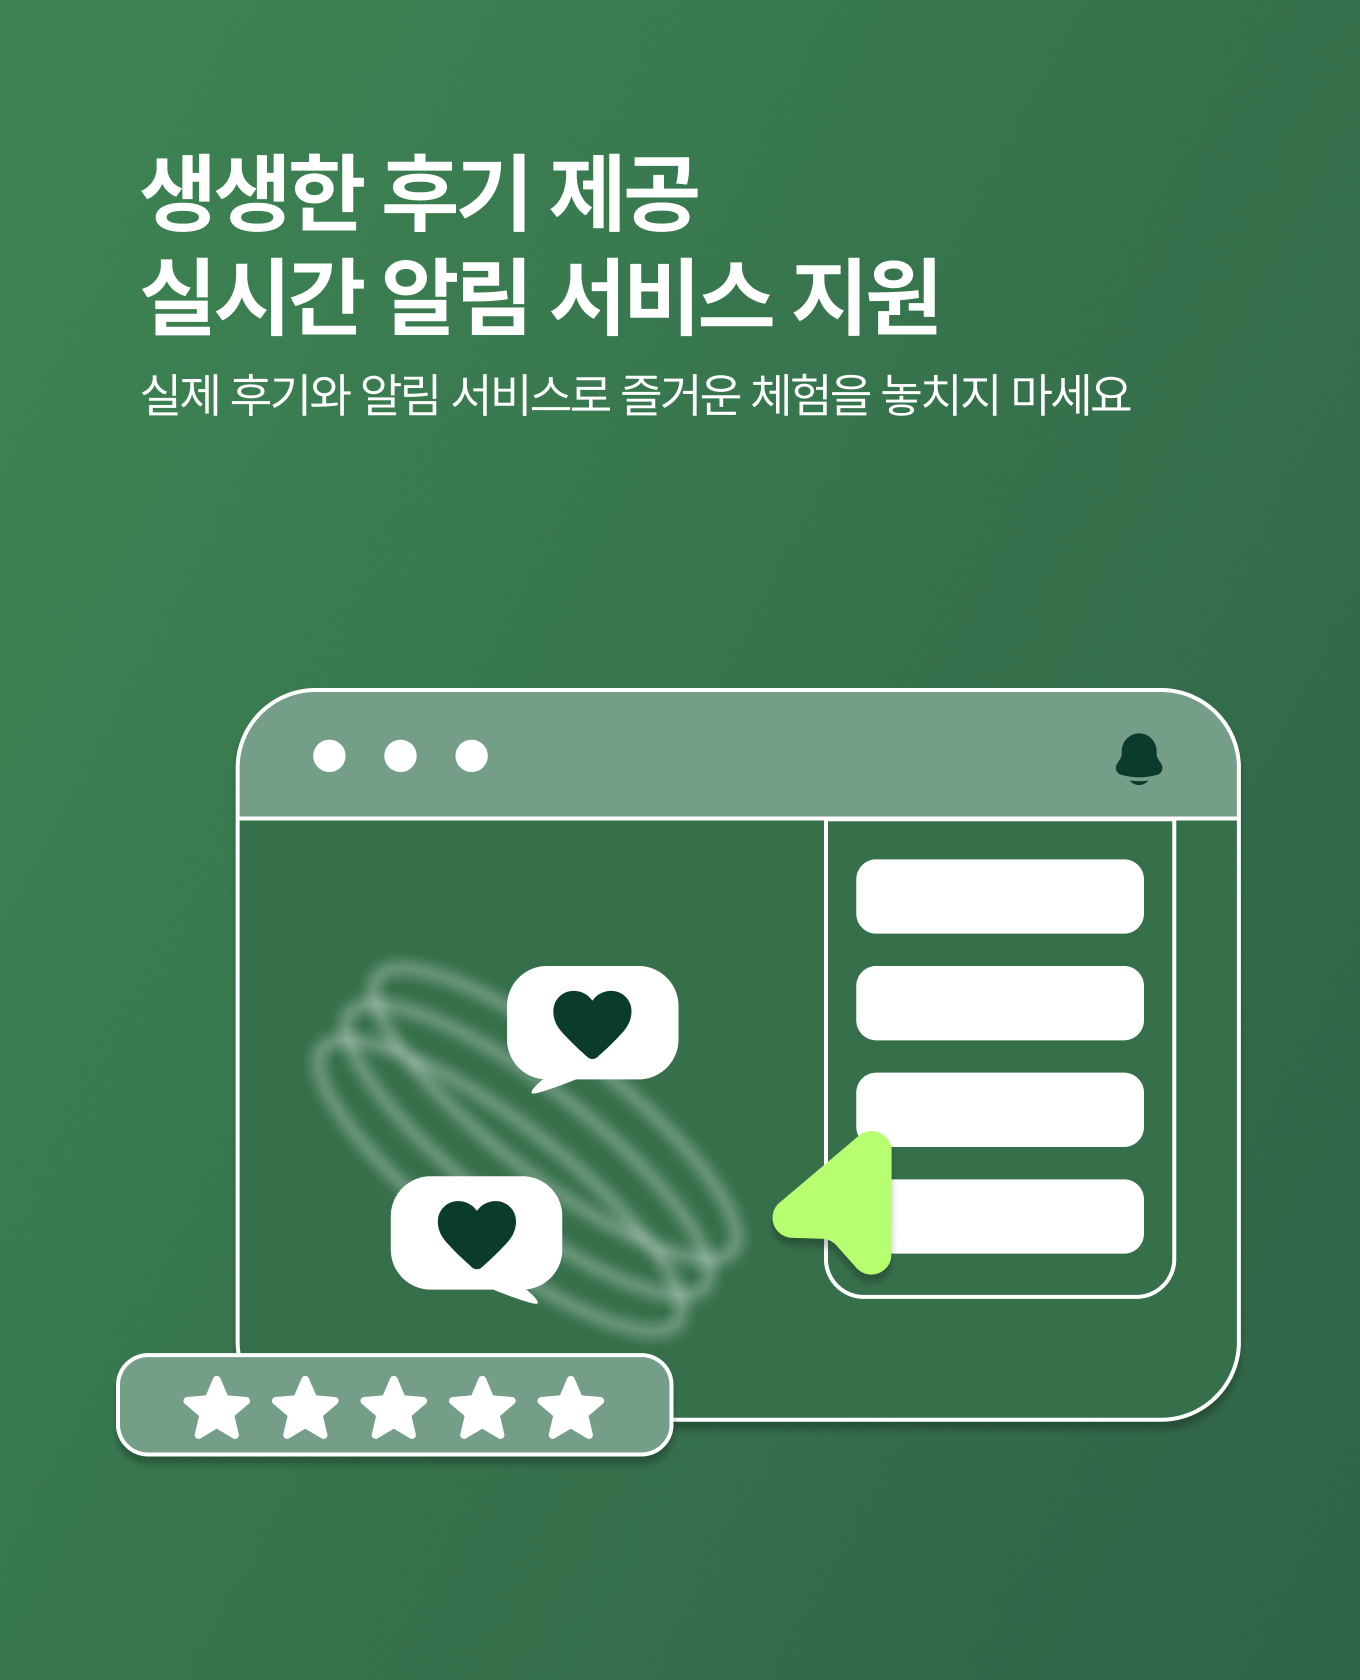 생생한 후기 제공
실시간 알림 서비스 지원
실제 후기와 알림 서비스로 즐거운 체험을 놓치지 마세요